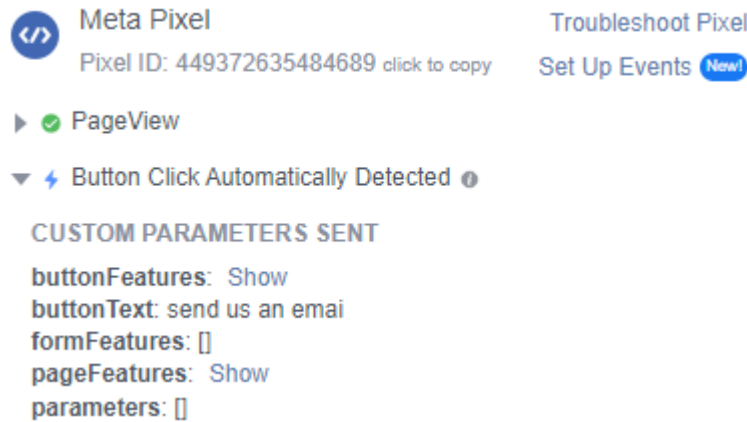 Meta Pixel
Troubleshoot Pixel
Pixel ID: 449372635484689 click to copy
Set Up Events New!
PageView
Button Click Automatically Detected
CUSTOM PARAMETERS SENT
buttonFeatures: Show
buttonText: send us an emai
formFeatures: []
pageFeatures: Show
parameters: []